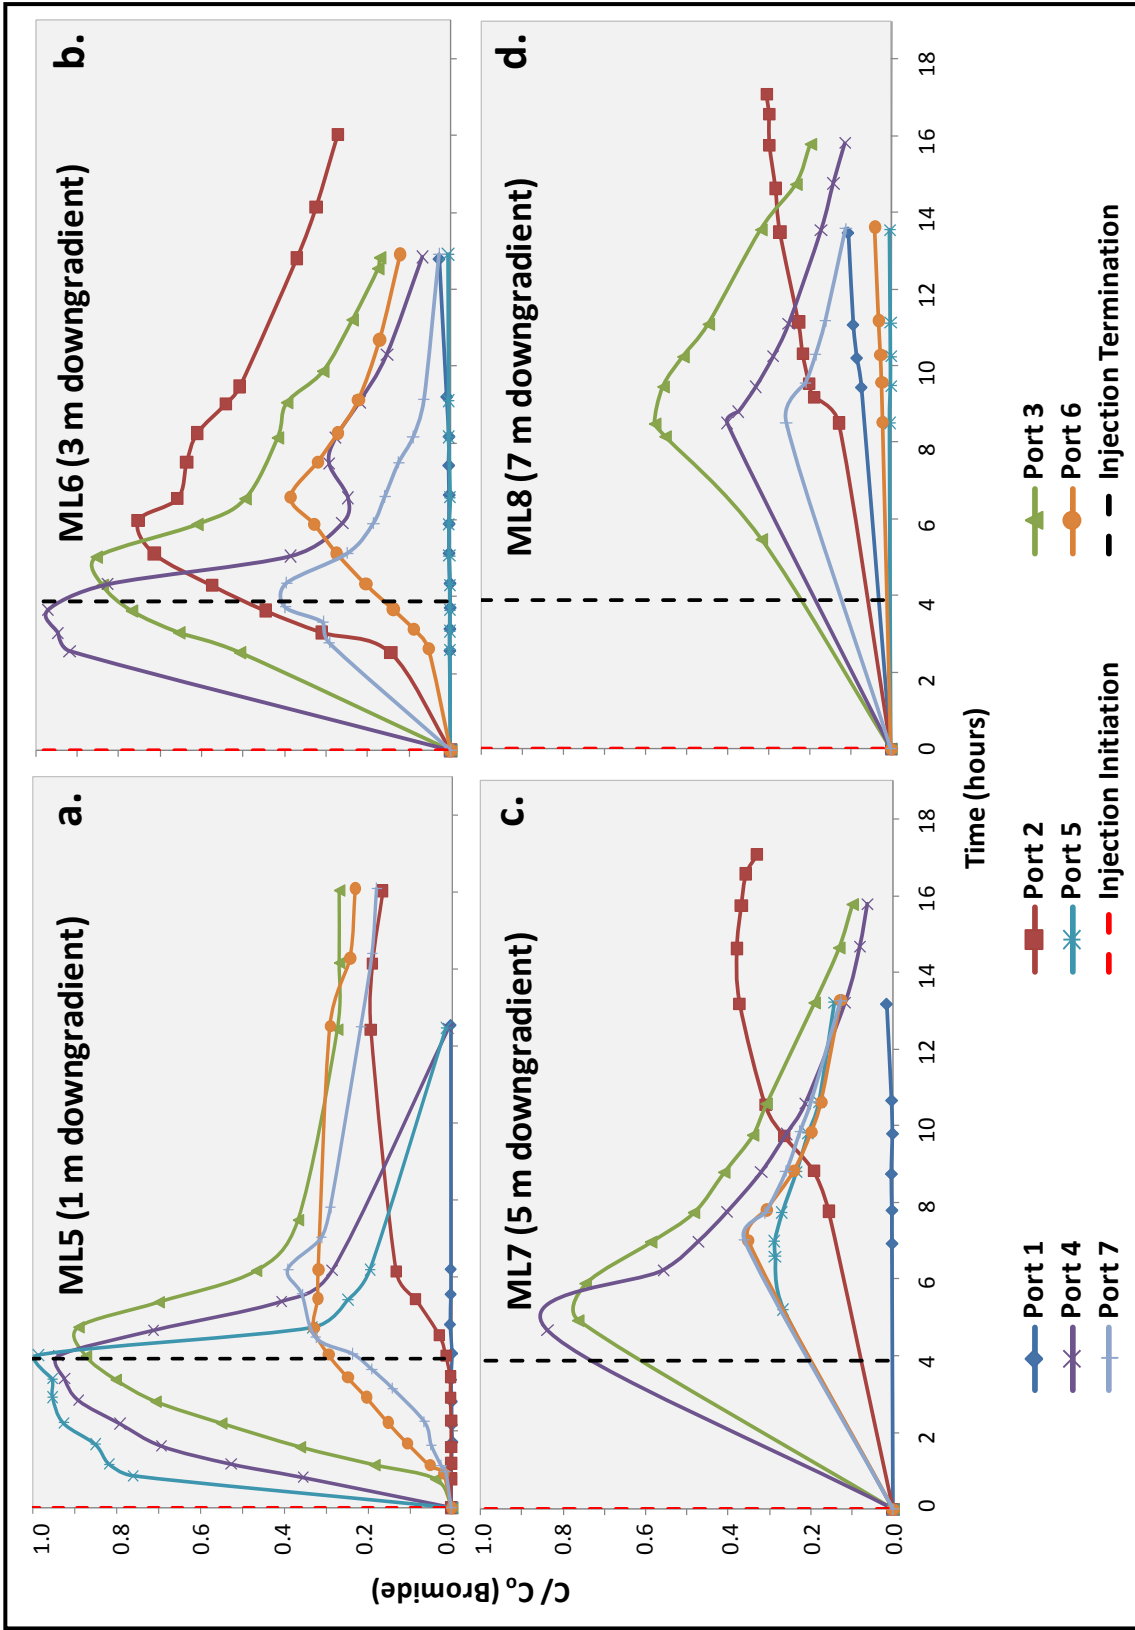 a.
ML5 (1 m downgradient)
b.
ML6 (3 m downgradient)
1.0
0.8
0.6
0.4
0.2
0.0
C/C₀ (Bromide)
c.
ML7 (5 m downgradient)
d.
ML8 (7 m downgradient)
1.0
0.8
0.6
0.4
0.2
0.0
0 2 4 6 8 10 12 14 16 18
0 2 4 6 8 10 12 14 16 18
Time (hours)
Port 1 Port 2 Port 3
Port 4 Port 5 Port 6
Port 7 Injection Initiation Injection Termination